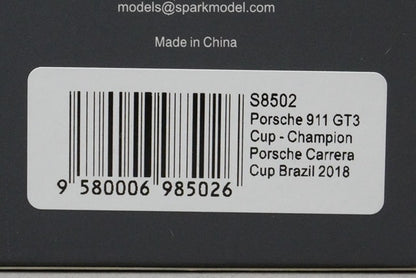 models@sparkmodel.com
Made in China
S8502
Porsche 911 GT3
Cup - Champion
Porsche Carrera
Cup Brazil 2018
9 580006 985026